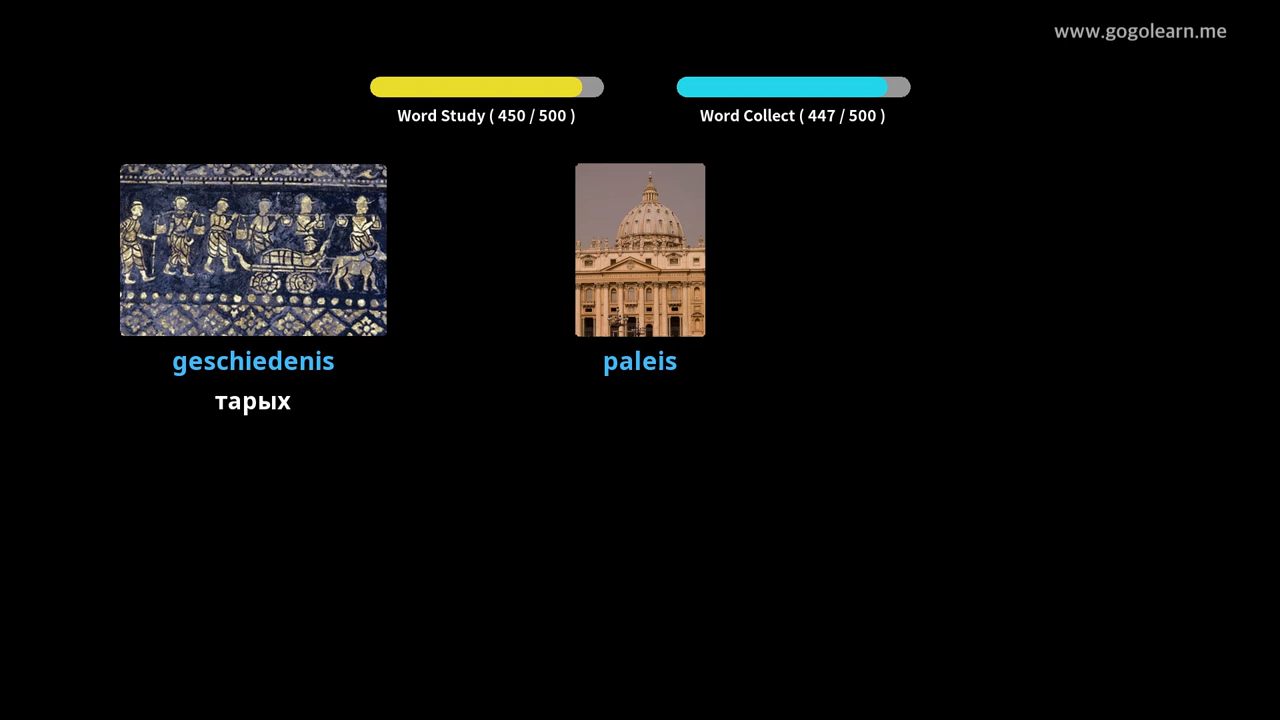 www.gogolearn.me
Word Study ( 450 / 500 )
Word Collect ( 447 / 500 )
geschiedenis
тарых
paleis